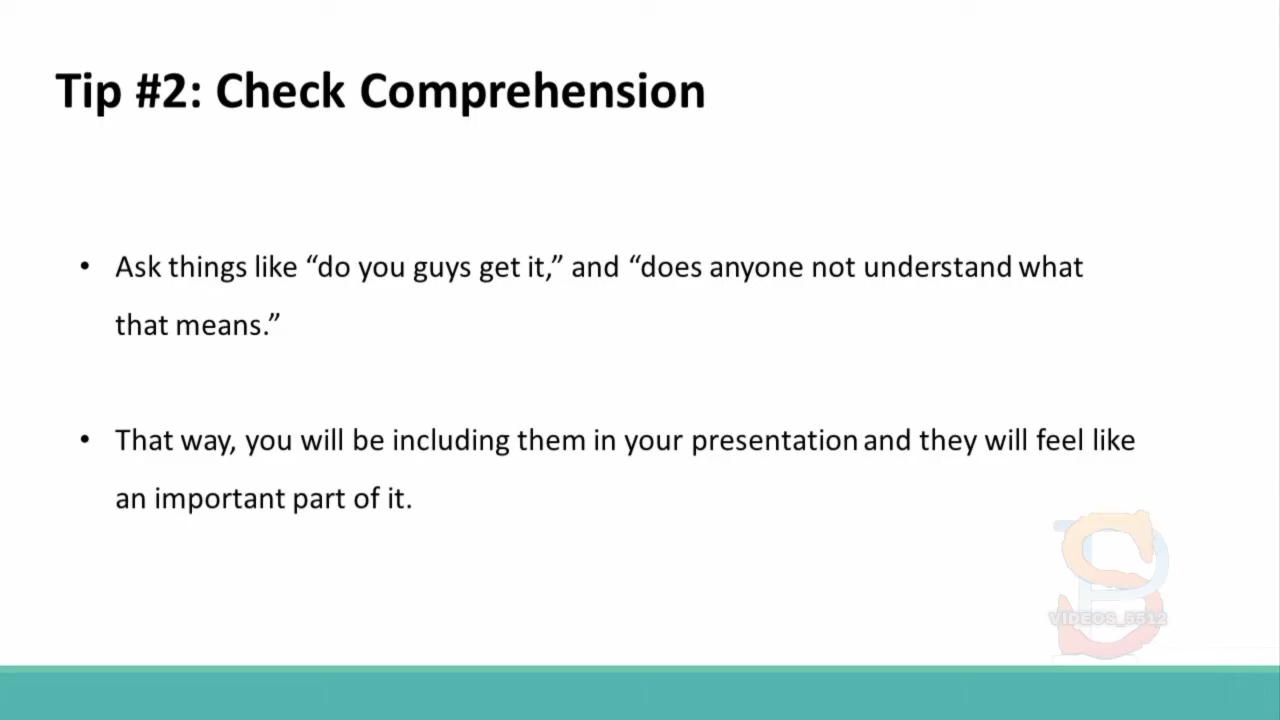 Tip #2: Check Comprehension
• Ask things like “do you guys get it,” and “does anyone not understand what
that means.”
• That way, you will be including them in your presentation and they will feel like
an important part of it.
VIDEOS_5512